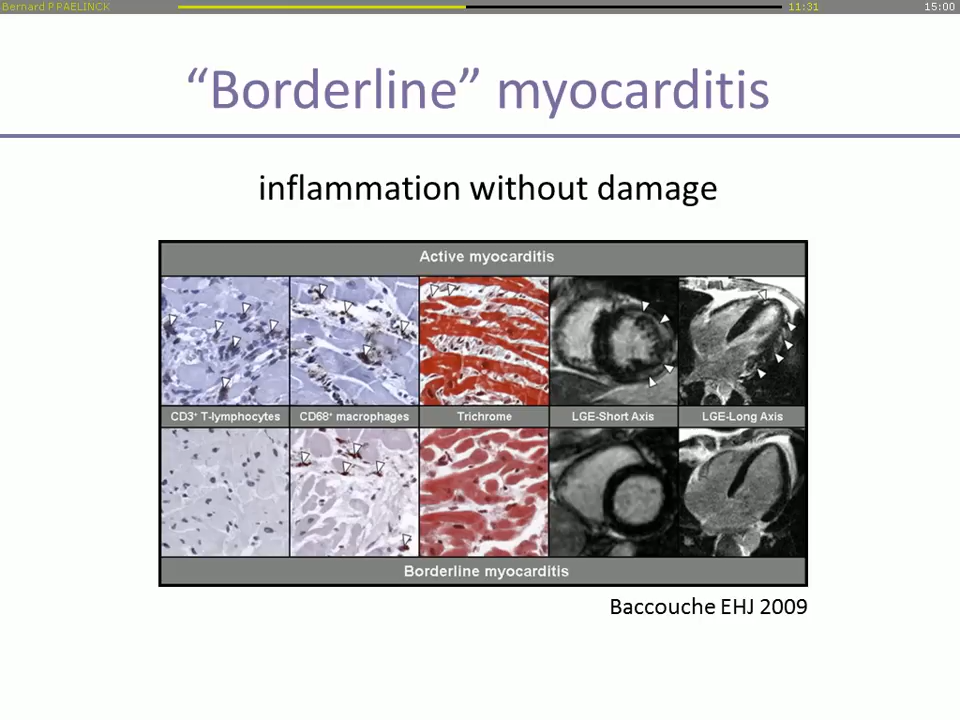 Bernard P PAELINCK 11:31 15:00
“Borderline” myocarditis
inflammation without damage
Active myocarditis
CD3⁺ T-lymphocytes CD68⁺ macrophages Trichrome LGE-Short Axis LGE-Long Axis
Borderline myocarditis
Baccouche EHJ 2009